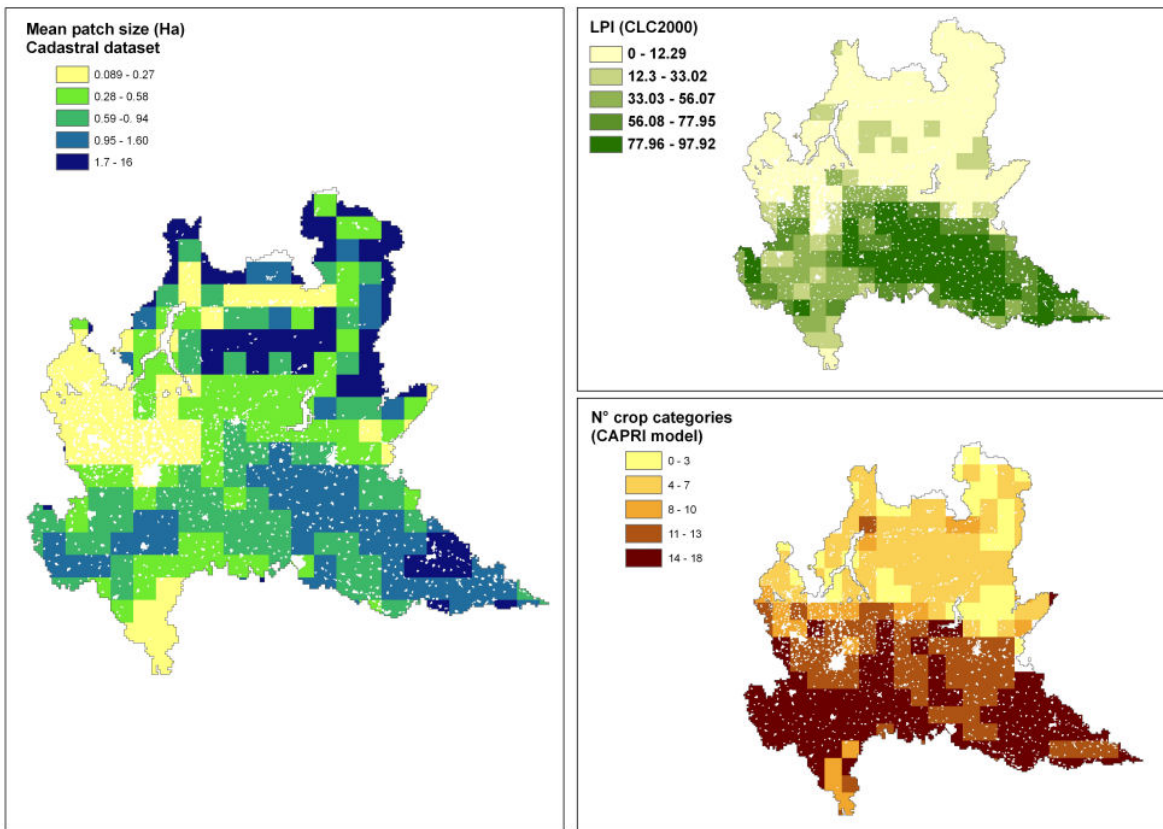 Mean patch size (Ha)
Cadastral dataset
0.089 - 0.27
0.28 - 0.58
0.59 -0. 94
0.95 - 1.60
1.7 - 16
LPI (CLC2000)
0 - 12.29
12.3 - 33.02
33.03 - 56.07
56.08 - 77.95
77.96 - 97.92
N° crop categories
(CAPRI model)
0 - 3
4 - 7
8 - 10
11 - 13
14 - 18